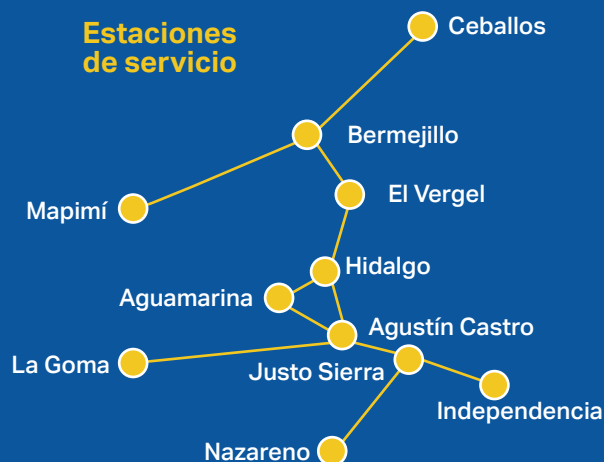 Estaciones
de servicio
Ceballos
Bermejillo
El Vergel
Mapimí
Hidalgo
Aguamarina
Agustín Castro
La Goma
Justo Sierra
Independencia
Nazareno